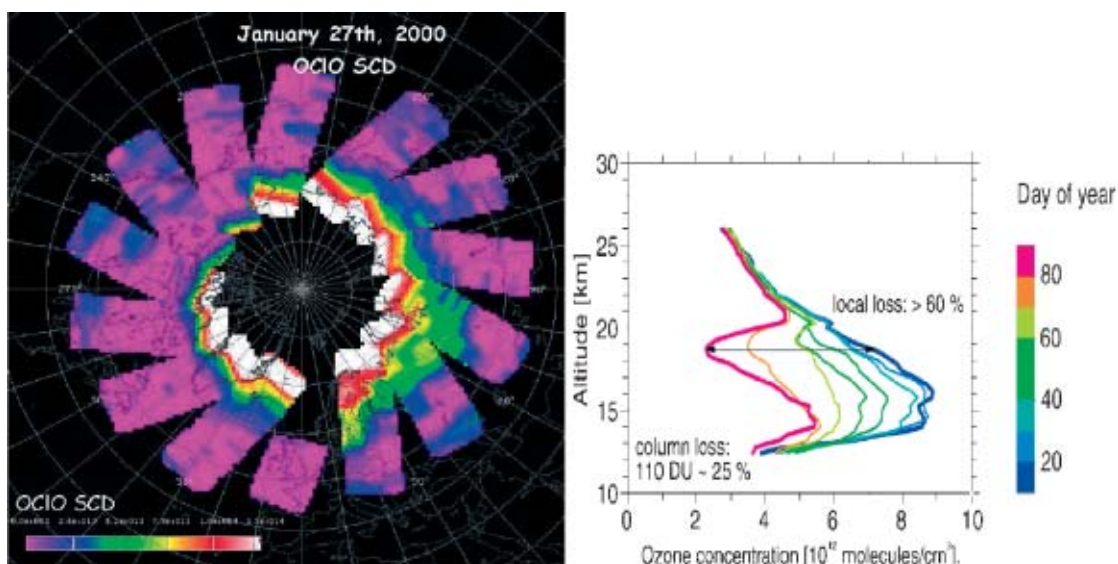 January 27th, 2000
OClO SCD
OClO SCD
30
25
20
15
10
Altitude [km]
local loss: > 60 %
column loss:
110 DU ~ 25 %
0 2 4 6 8 10
Ozone concentration [10¹² molecules/cm³].
Day of year
80
60
40
20